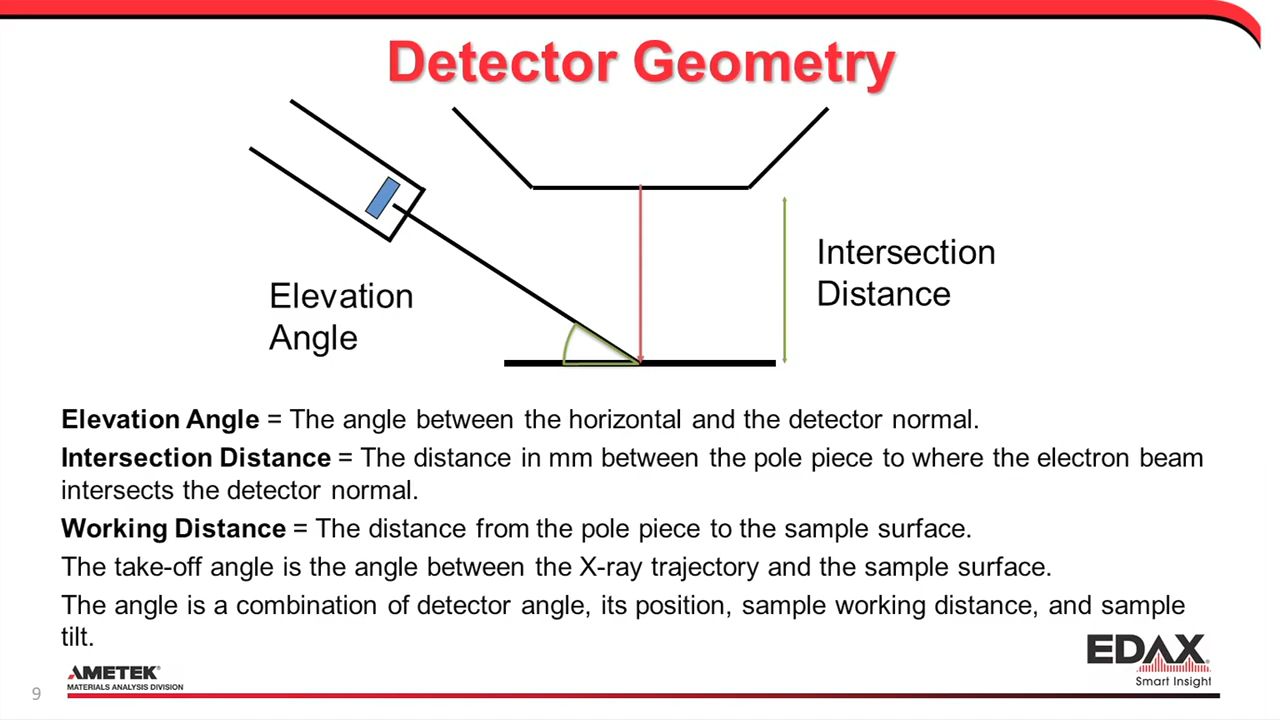 Detector Geometry
Intersection
Distance
Elevation
Angle
Elevation Angle = The angle between the horizontal and the detector normal.
Intersection Distance = The distance in mm between the pole piece to where the electron beam
intersects the detector normal.
Working Distance = The distance from the pole piece to the sample surface.
The take-off angle is the angle between the X-ray trajectory and the sample surface.
The angle is a combination of detector angle, its position, sample working distance, and sample
tilt.
EDAX
Smart Insight
AMETEK®
MATERIALS ANALYSIS DIVISION
9